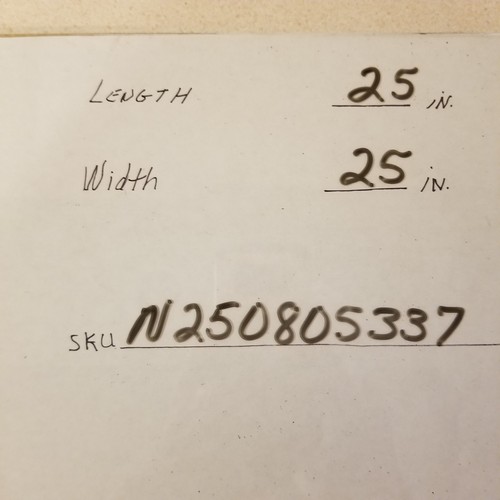 LENGTH 25 IN.
Width 25 IN.
SKU N250805337